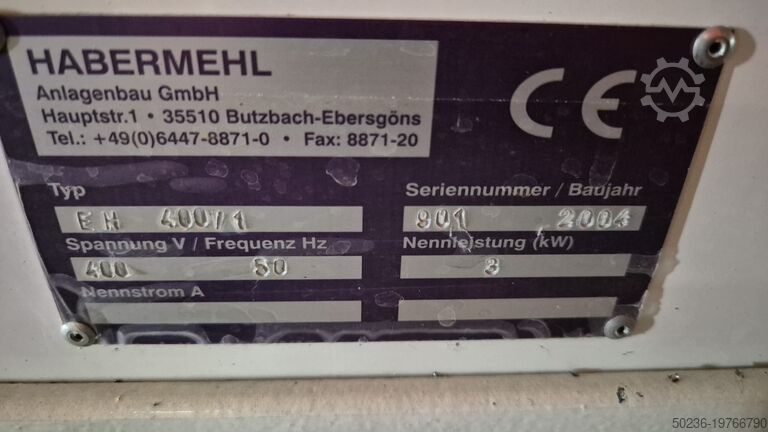 HABERMEHL
Anlagenbau GmbH
Hauptstr.1 • 35510 Butzbach-Ebersgöns
Tel.: +49(0)6447-8871-0 • Fax: 8871-20
CE
Typ
EH 400/1
Seriennummer / Baujahr
901 2004
Spannung V / Frequenz Hz
400 50
Nennleistung (kW)
3
Nennstrom A
50236-19766790